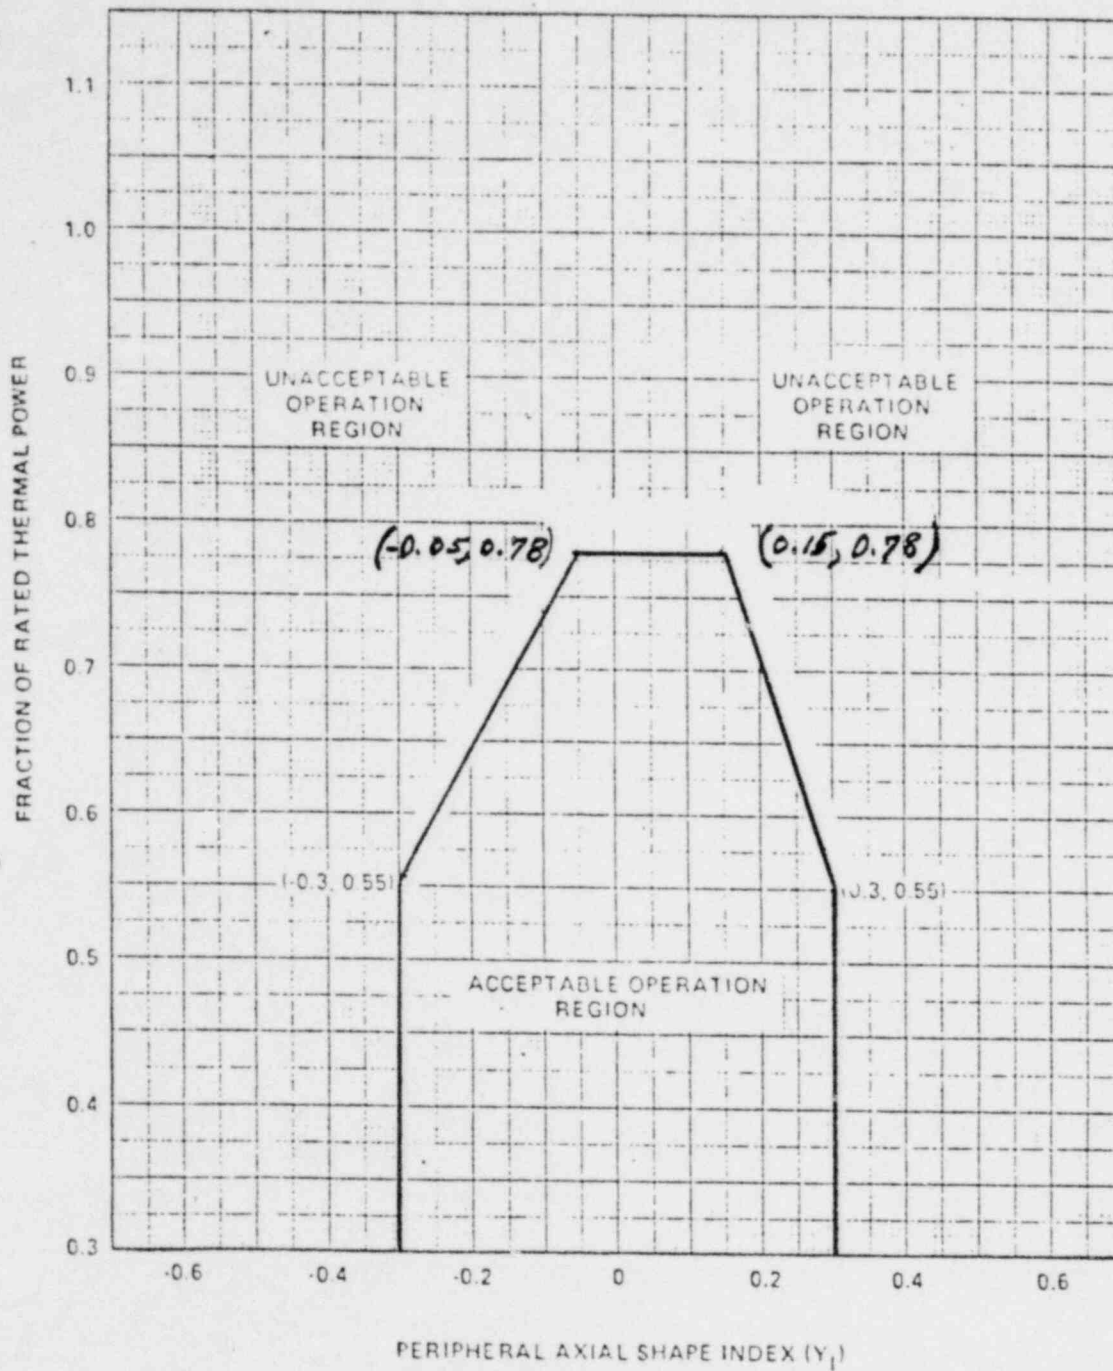 1.1
1.0
0.9
0.8
0.7
0.6
0.5
0.4
0.3
FRACTION OF RATED THERMAL POWER
UNACCEPTABLE
OPERATION
REGION
UNACCEPTABLE
OPERATION
REGION
(-0.05, 0.78)
(0.15, 0.78)
(-0.3, 0.55)
(0.3, 0.55)
ACCEPTABLE OPERATION
REGION
-0.6 -0.4 -0.2 0 0.2 0.4 0.6
PERIPHERAL AXIAL SHAPE INDEX (Y_I)